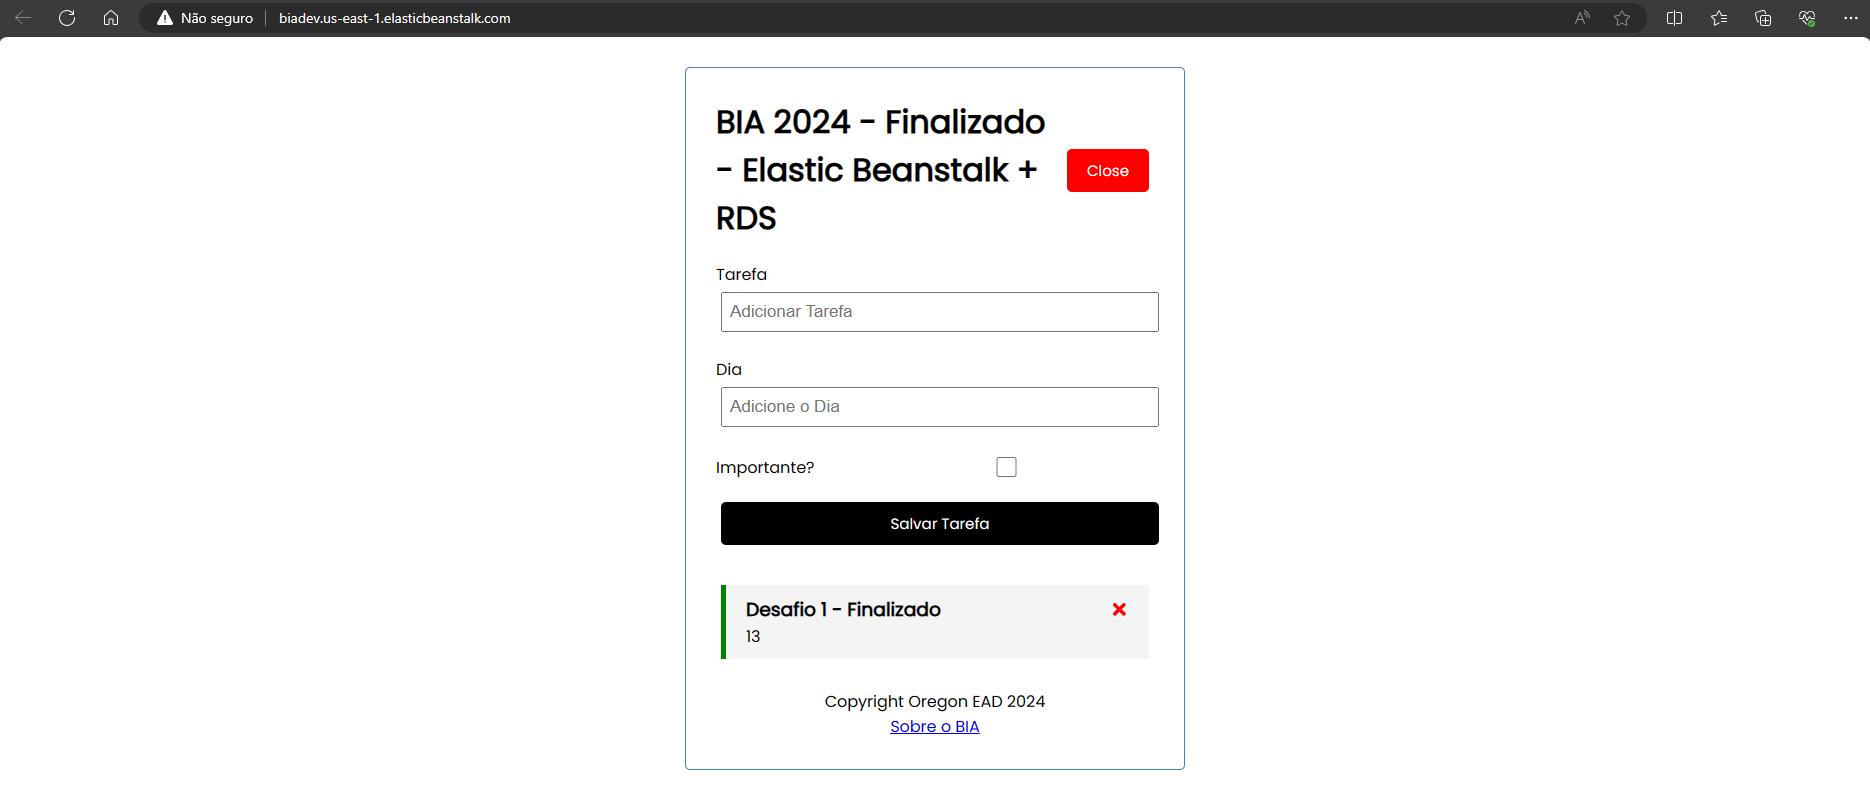 Não seguro
biadev.us-east-1.elasticbeanstalk.com
BIA 2024 - Finalizado
- Elastic Beanstalk +
RDS
Close
Tarefa
Adicionar Tarefa
Dia
Adicione o Dia
Importante?
Salvar Tarefa
Desafio 1 - Finalizado
13
Copyright Oregon EAD 2024
Sobre o BIA